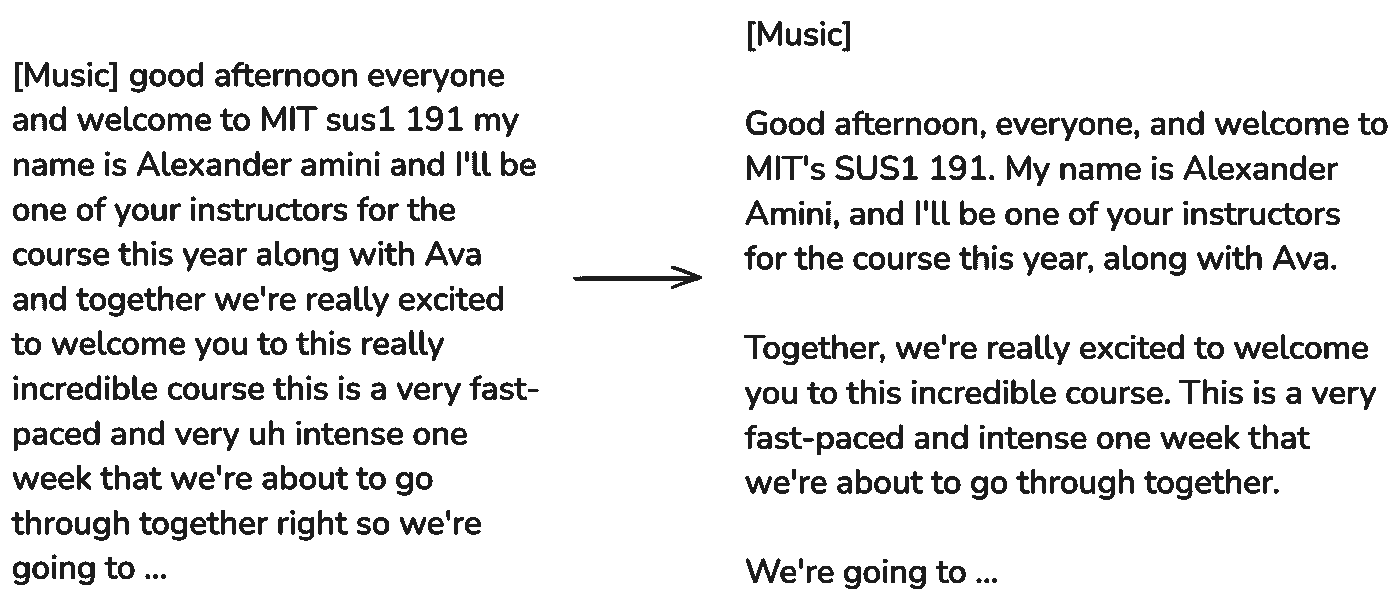 [Music] good afternoon everyone
and welcome to MIT sus1 191 my
name is Alexander amini and I'll be
one of your instructors for the
course this year along with Ava
and together we're really excited
to welcome you to this really
incredible course this is a very fast-
paced and very uh intense one
week that we're about to go
through together right so we're
going to ...
[Music]
Good afternoon, everyone, and welcome to
MIT's SUS1 191. My name is Alexander
Amini, and I'll be one of your instructors
for the course this year, along with Ava.
Together, we're really excited to welcome
you to this incredible course. This is a very
fast-paced and intense one week that
we're about to go through together.
We're going to ...